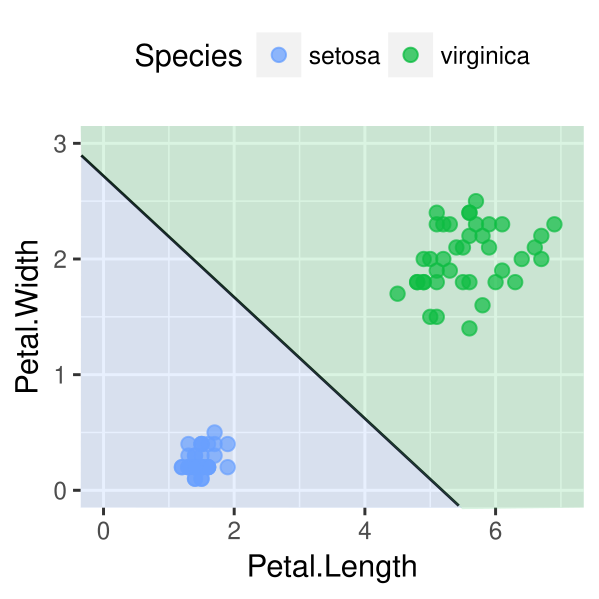 Species setosa virginica
3
2
1
0
Petal.Width
0 2 4 6
Petal.Length